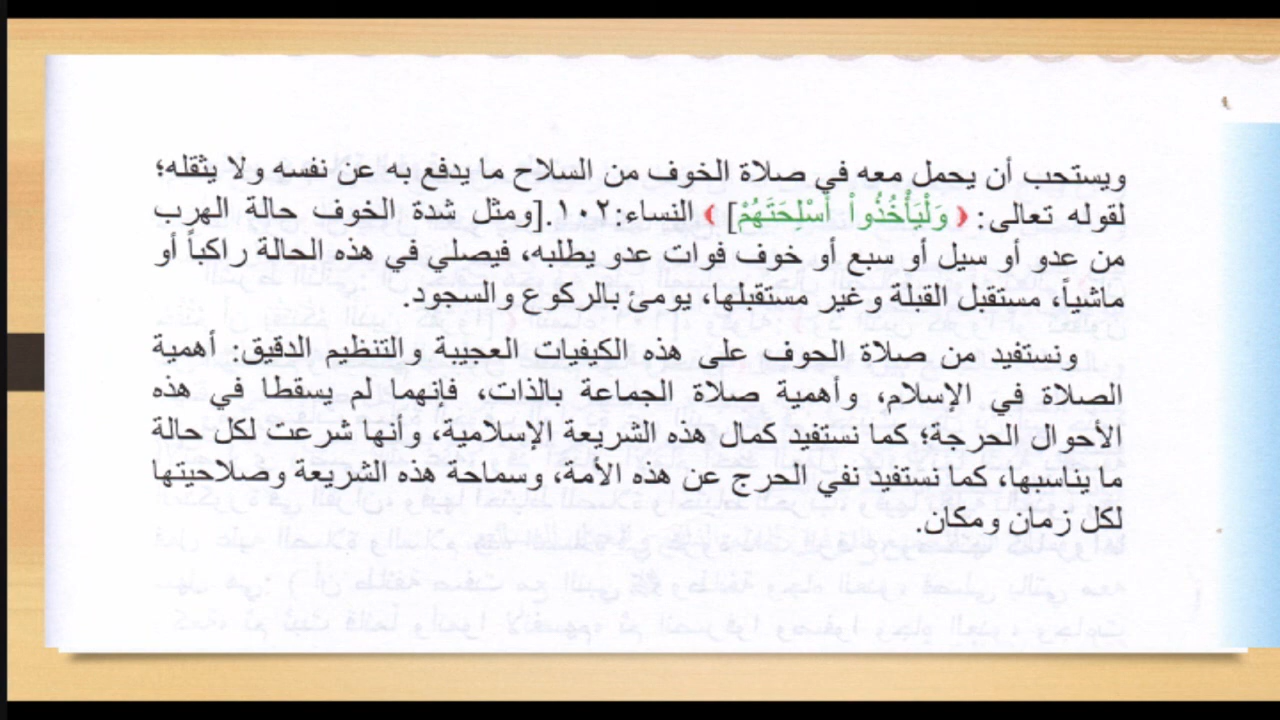 ويستحب أن يحمل معه في صلاة الخوف من السلاح ما يدفع به عن نفسه ولا يثقله؛
لقوله تعالى: ﴿ وَلْيَأْخُذُواْ أَسْلِحَتَهُمْ] ﴾ النساء:١٠٢.[ومثل شدة الخوف حالة الهرب
من عدو أو سيل أو سبع أو خوف فوات عدو يطلبه، فيصلي في هذه الحالة راكباً أو
ماشياً، مستقبل القبلة وغير مستقبلها، يومئ بالركوع والسجود.
ونستفيد من صلاة الحوف على هذه الكيفيات العجيبة والتنظيم الدقيق: أهمية
الصلاة في الإسلام، وأهمية صلاة الجماعة بالذات، فإنهما لم يسقطا في هذه
الأحوال الحرجة؛ كما نستفيد كمال هذه الشريعة الإسلامية، وأنها شرعت لكل حالة
ما يناسبها، كما نستفيد نفي الحرج عن هذه الأمة، وسماحة هذه الشريعة وصلاحيتها
لكل زمان ومكان.